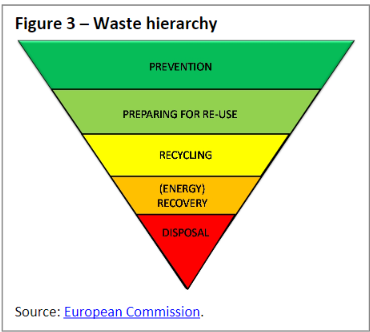 Figure 3 – Waste hierarchy
PREVENTION
PREPARING FOR RE-USE
RECYCLING
(ENERGY)
RECOVERY
DISPOSAL
Source: European Commission.